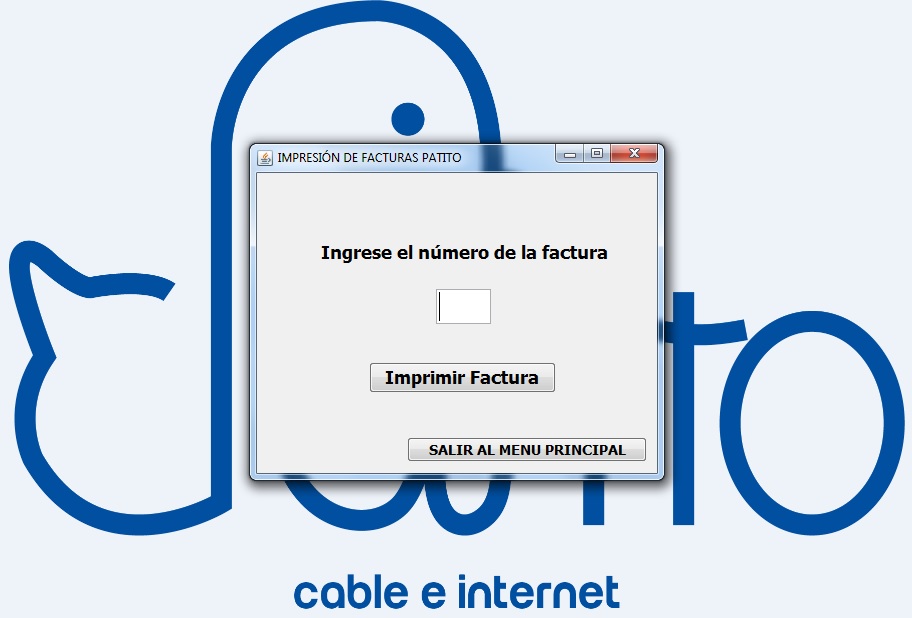 IMPRESIÓN DE FACTURAS PATITO
Ingrese el número de la factura
Imprimir Factura
SALIR AL MENU PRINCIPAL
cable e internet